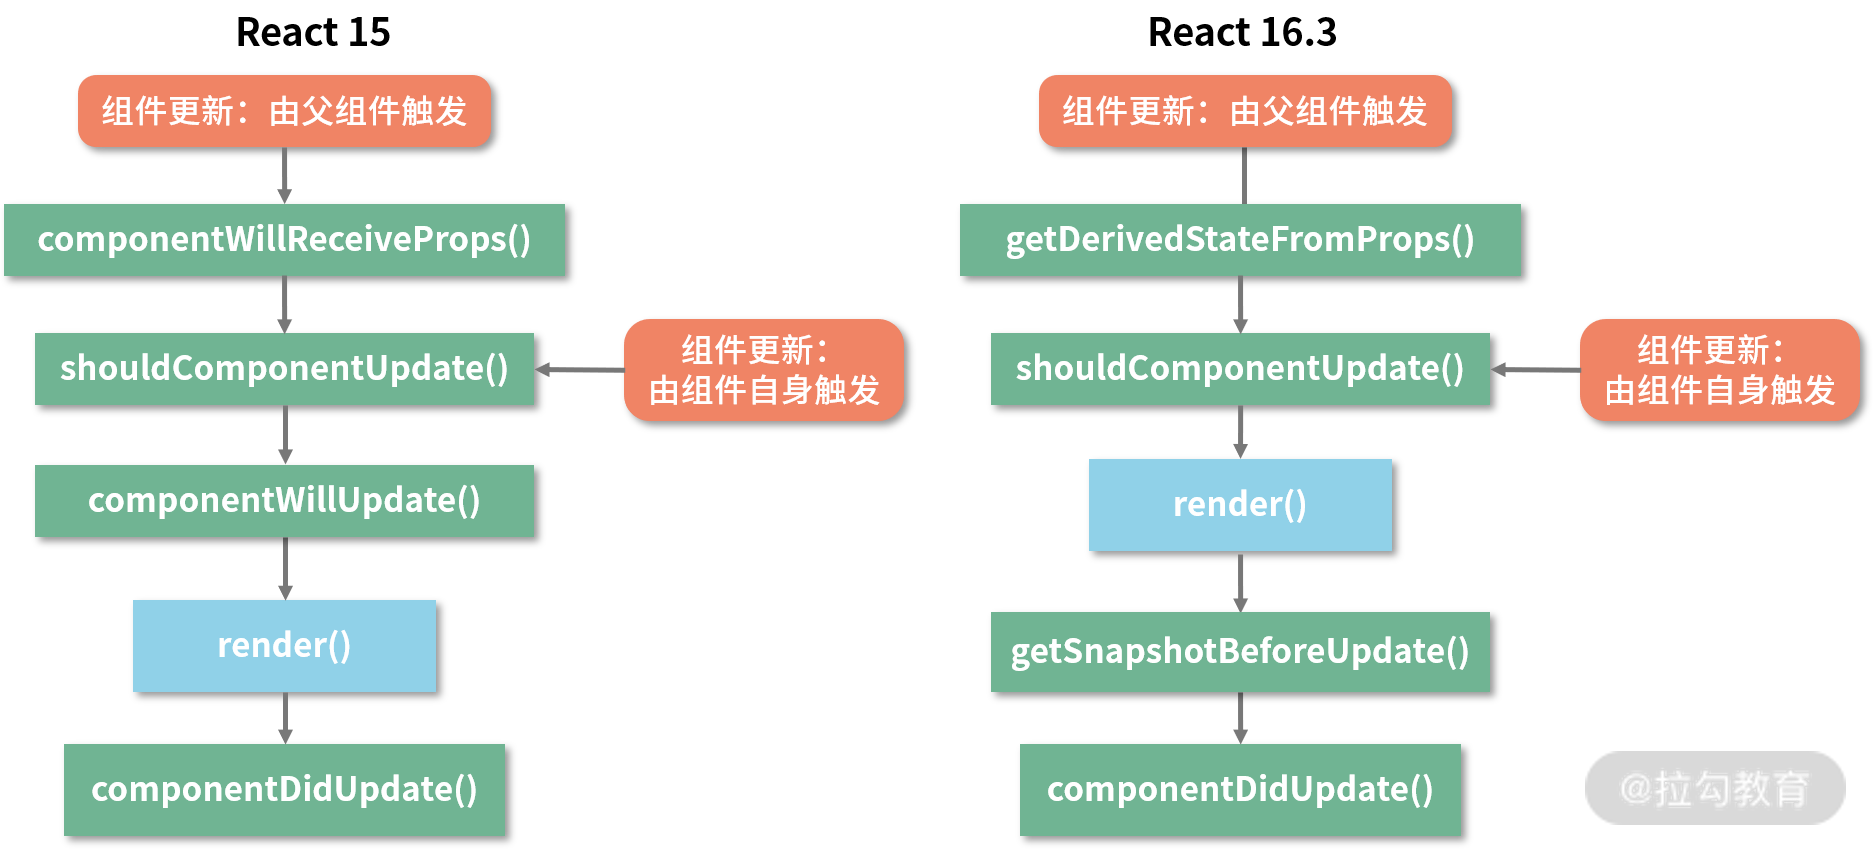 React 15
组件更新：由父组件触发
componentWillReceiveProps()
shouldComponentUpdate()
组件更新：
由组件自身触发
componentWillUpdate()
render()
componentDidUpdate()
React 16.3
组件更新：由父组件触发
getDerivedStateFromProps()
shouldComponentUpdate()
组件更新：
由组件自身触发
render()
getSnapshotBeforeUpdate()
componentDidUpdate()
@拉勾教育